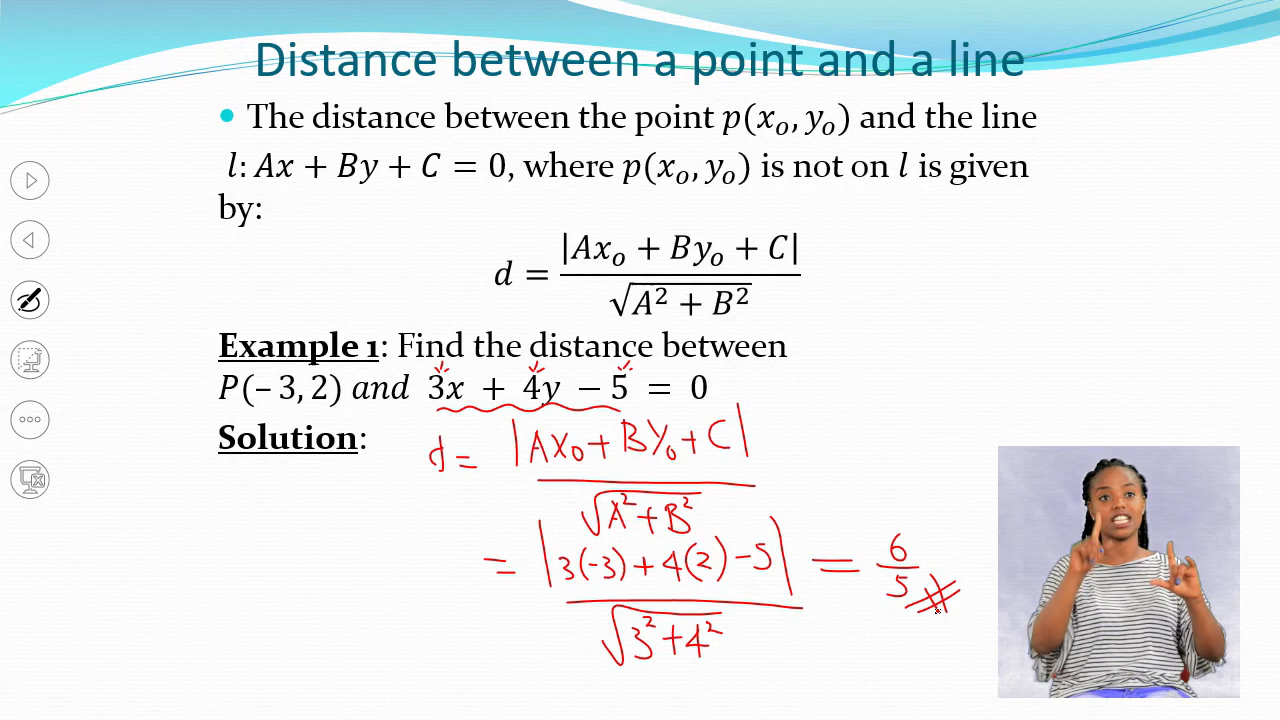 Distance between a point and a line
• The distance between the point p(xₒ, yₒ) and the line
l: Ax + By + C = 0, where p(xₒ, yₒ) is not on l is given
by:
d = |Axₒ + Byₒ + C| / √(A² + B²)
Example 1: Find the distance between
P(– 3, 2) and 3x + 4y − 5 = 0
Solution:
d = |Ax₀ + By₀ + C| / √(A² + B²)
= |3(-3) + 4(2) - 5| / √(3² + 4²) = 6/5